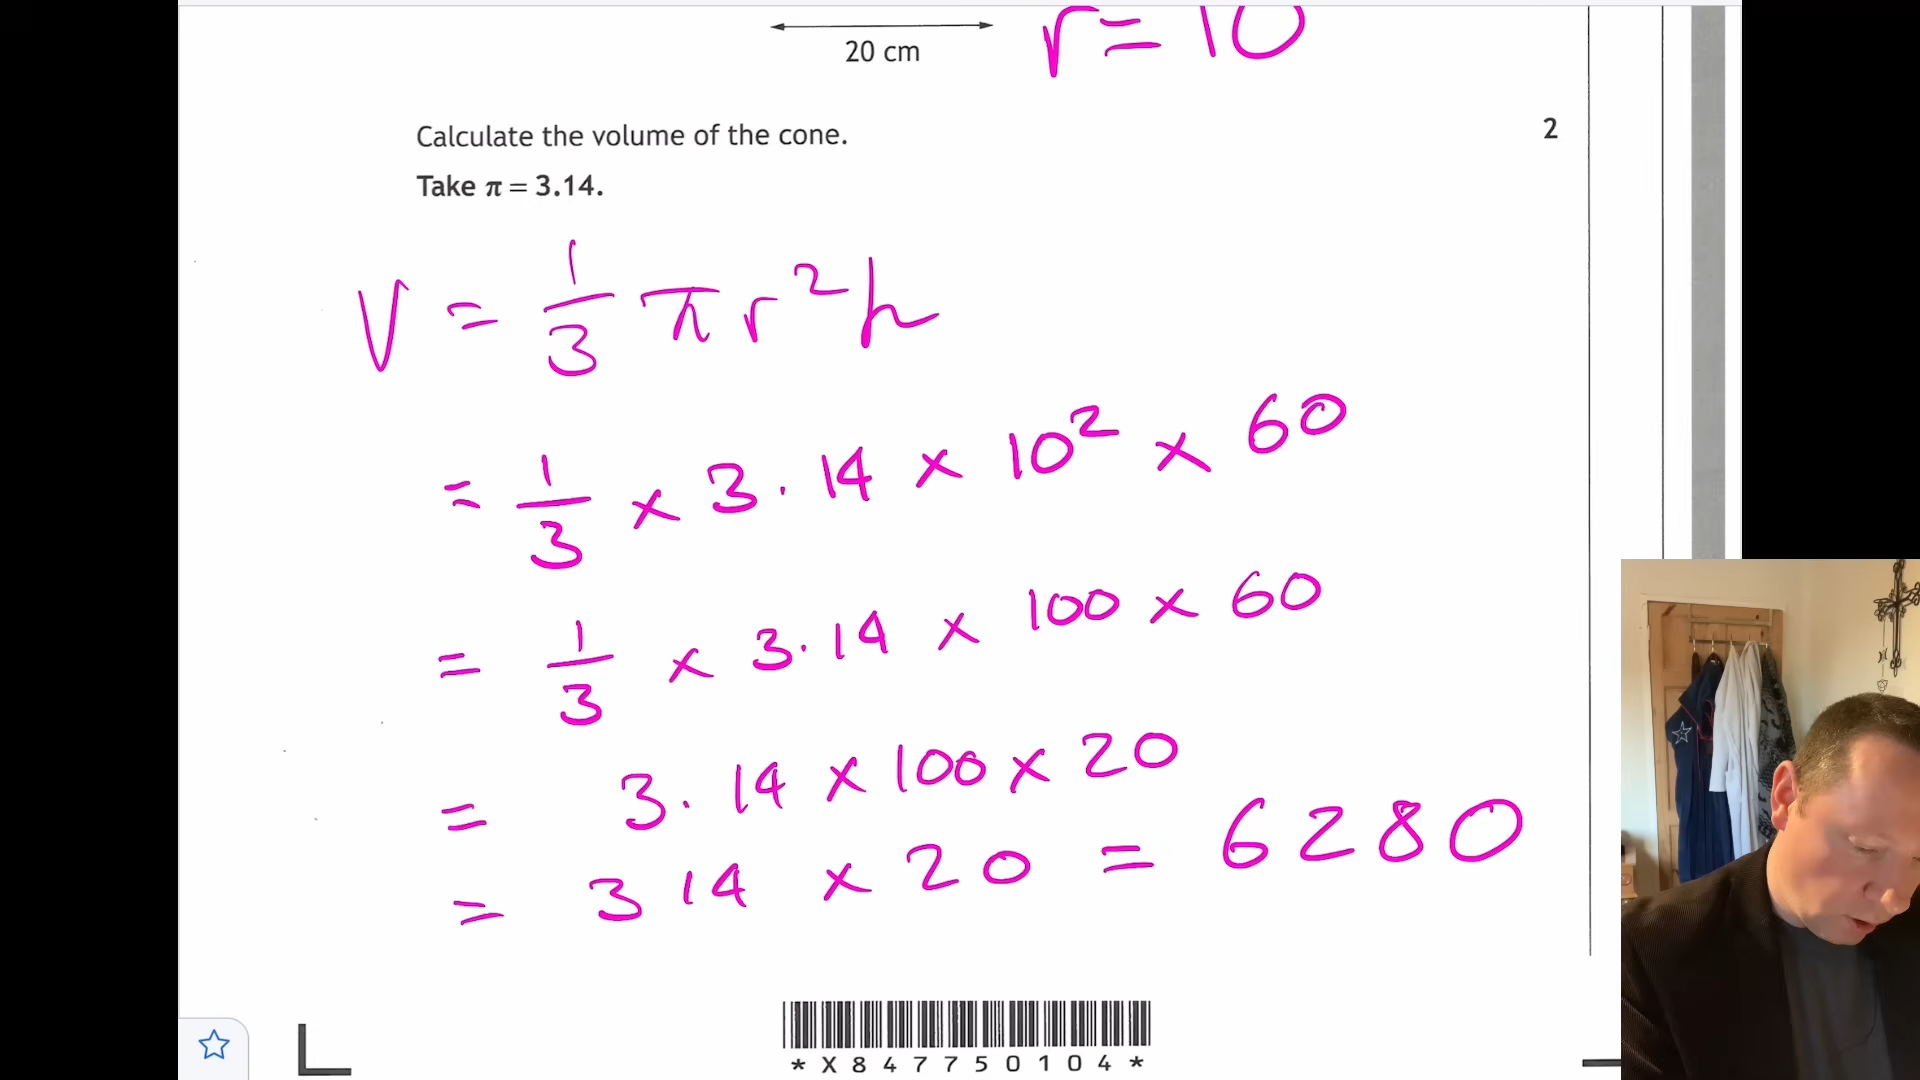 20 cm r = 10
Calculate the volume of the cone. 2
Take π = 3.14.
V = 1/3 πr²h
= 1/3 × 3.14 × 10² × 60
= 1/3 × 3.14 × 100 × 60
= 3.14 × 100 × 20
= 314 × 20 = 6280
* X 8 4 7 7 5 0 1 0 4 *